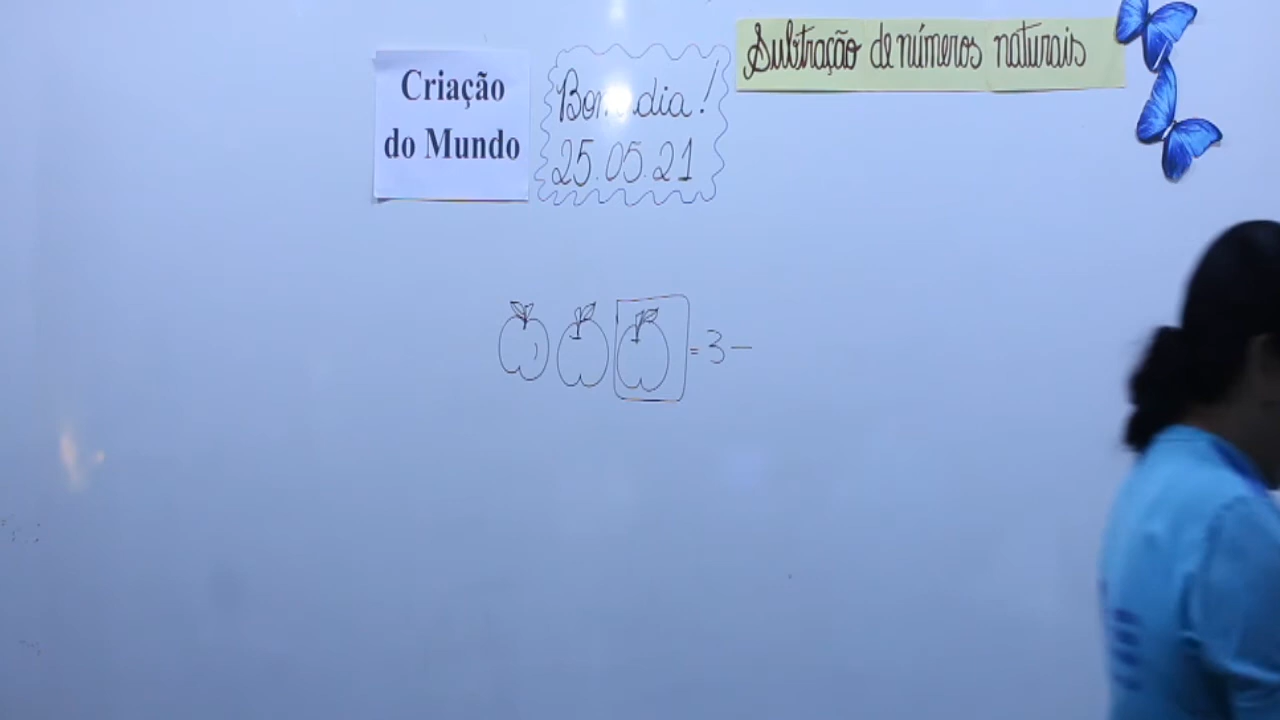 Criação
do Mundo
Bom dia!
25.05.21
Subtração de números naturais
= 3 -